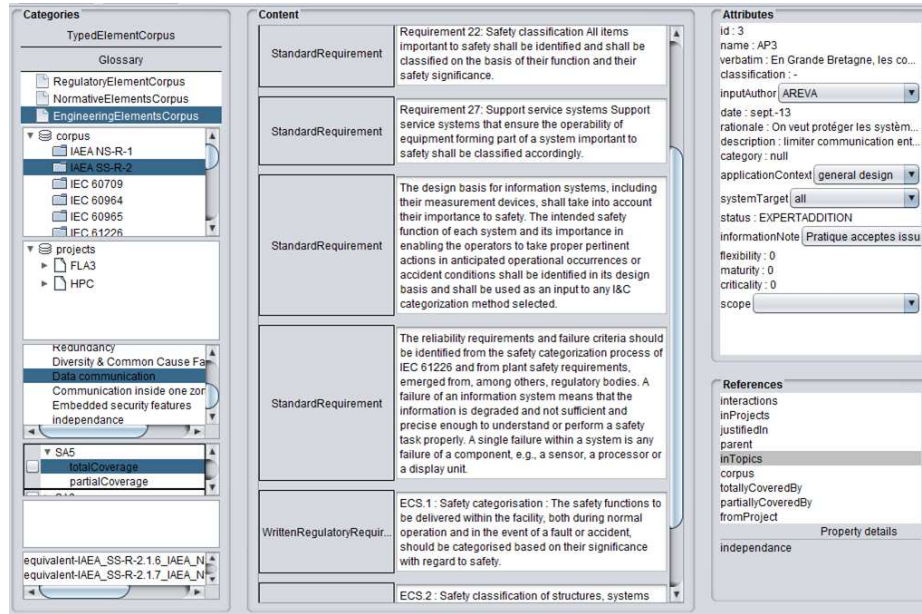 Categories
TypedElementCorpus
Glossary
RegulatoryElementCorpus
NormativeElementsCorpus
EngineeringElementsCorpus
corpus
IAEA NS-R-1
IAEA SS-R-2
IEC 60709
IEC 60964
IEC 60965
IEC 61226
projects
FLA3
HPC
Redundancy
Diversity & Common Cause Fa
Data communication
Communication inside one zon
Embedded security features
independance
SA5
totalCoverage
partialCoverage
equivalent-IAEA_SS-R-2.1.6_IAEA_N
equivalent-IAEA_SS-R-2.1.7_IAEA_N
Content
StandardRequirement
Requirement 22: Safety classification All items
important to safety shall be identified and shall be
classified on the basis of their function and their
safety significance.
StandardRequirement
Requirement 27: Support service systems Support
service systems that ensure the operability of
equipment forming part of a system important to
safety shall be classified accordingly.
StandardRequirement
The design basis for information systems, including
their measurement devices, shall take into account
their importance to safety. The intended safety
function of each system and its importance in
enabling the operators to take proper pertinent
actions in anticipated operational occurrences or
accident conditions shall be identified in its design
basis and shall be used as an input to any I&C
categorization method selected.
StandardRequirement
The reliability requirements and failure criteria should
be identified from the safety categorization process of
IEC 61226 and from plant safety requirements,
emerged from, among others, regulatory bodies. A
failure of an information system means that the
information is degraded and not sufficient and
precise enough to understand or perform a safety
task properly. A single failure within a system is any
failure of a component, e.g., a sensor, a processor or
a display unit.
WrittenRegulatoryRequir...
ECS.1 : Safety categorisation : The safety functions to
be delivered within the facility, both during normal
operation and in the event of a fault or accident,
should be categorised based on their significance
with regard to safety.
ECS.2 : Safety classification of structures, systems
Attributes
id : 3
name : AP3
verbatim : En Grande Bretagne, les co...
classification : -
inputAuthor AREVA
date : sept.-13
rationale : On veut protéger les systèm...
description : limiter communication ent...
category : null
applicationContext general design
systemTarget all
status : EXPERTADDITION
informationNote Pratique acceptes issu
flexibility : 0
maturity : 0
criticality : 0
scope
References
interactions
inProjects
justifiedIn
parent
inTopics
corpus
totallyCoveredBy
partiallyCoveredBy
fromProject
Property details
independance